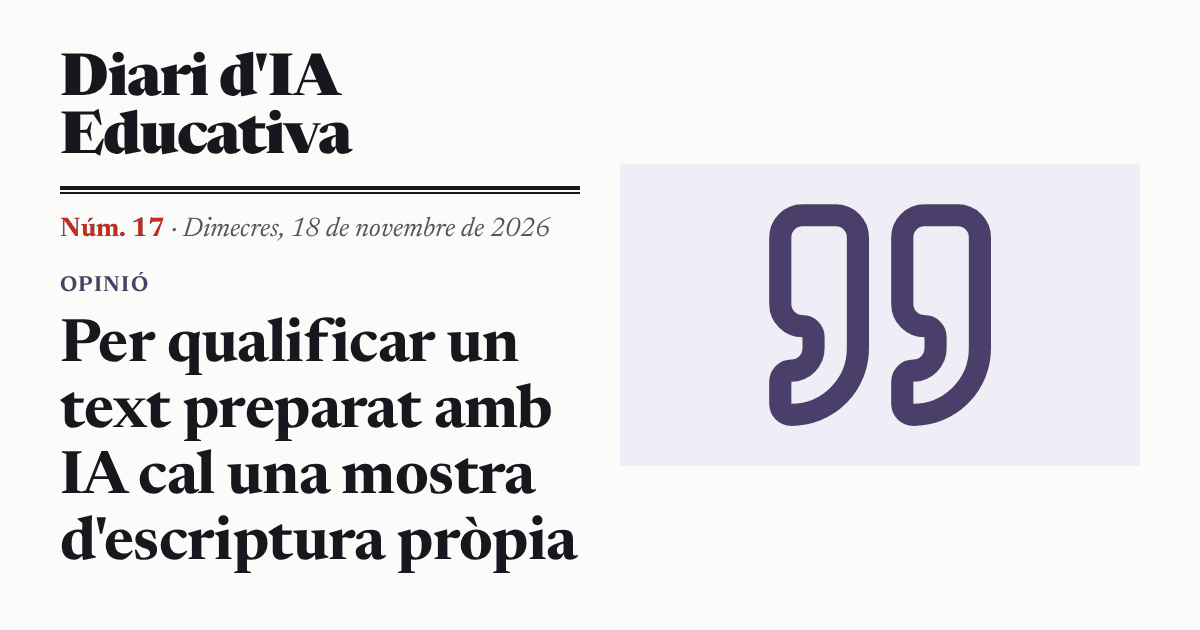 Diari d'IA
Educativa
Núm. 17 · Dimecres, 18 de novembre de 2026
OPINIÓ
Per qualificar un
text preparat amb
IA cal una mostra
d'escriptura pròpia